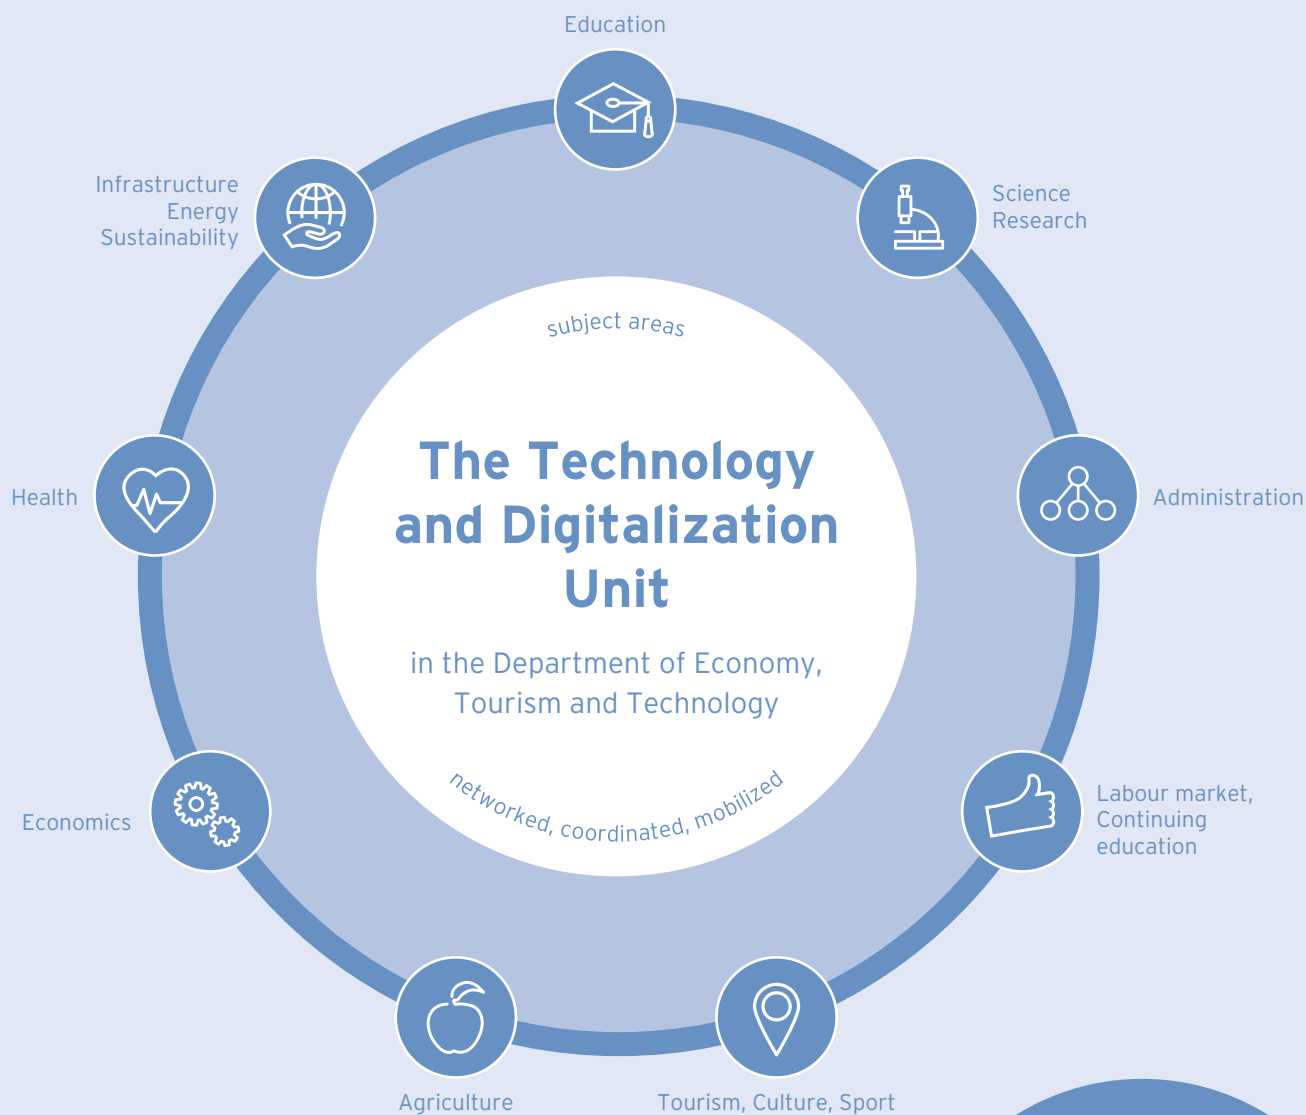 Education
Infrastructure
Energy
Sustainability
Science
Research
subject areas
The Technology
and Digitalization
Unit
in the Department of Economy,
Tourism and Technology
networked, coordinated, mobilized
Health
Administration
Economics
Labour market,
Continuing
education
Agriculture
Tourism, Culture, Sport